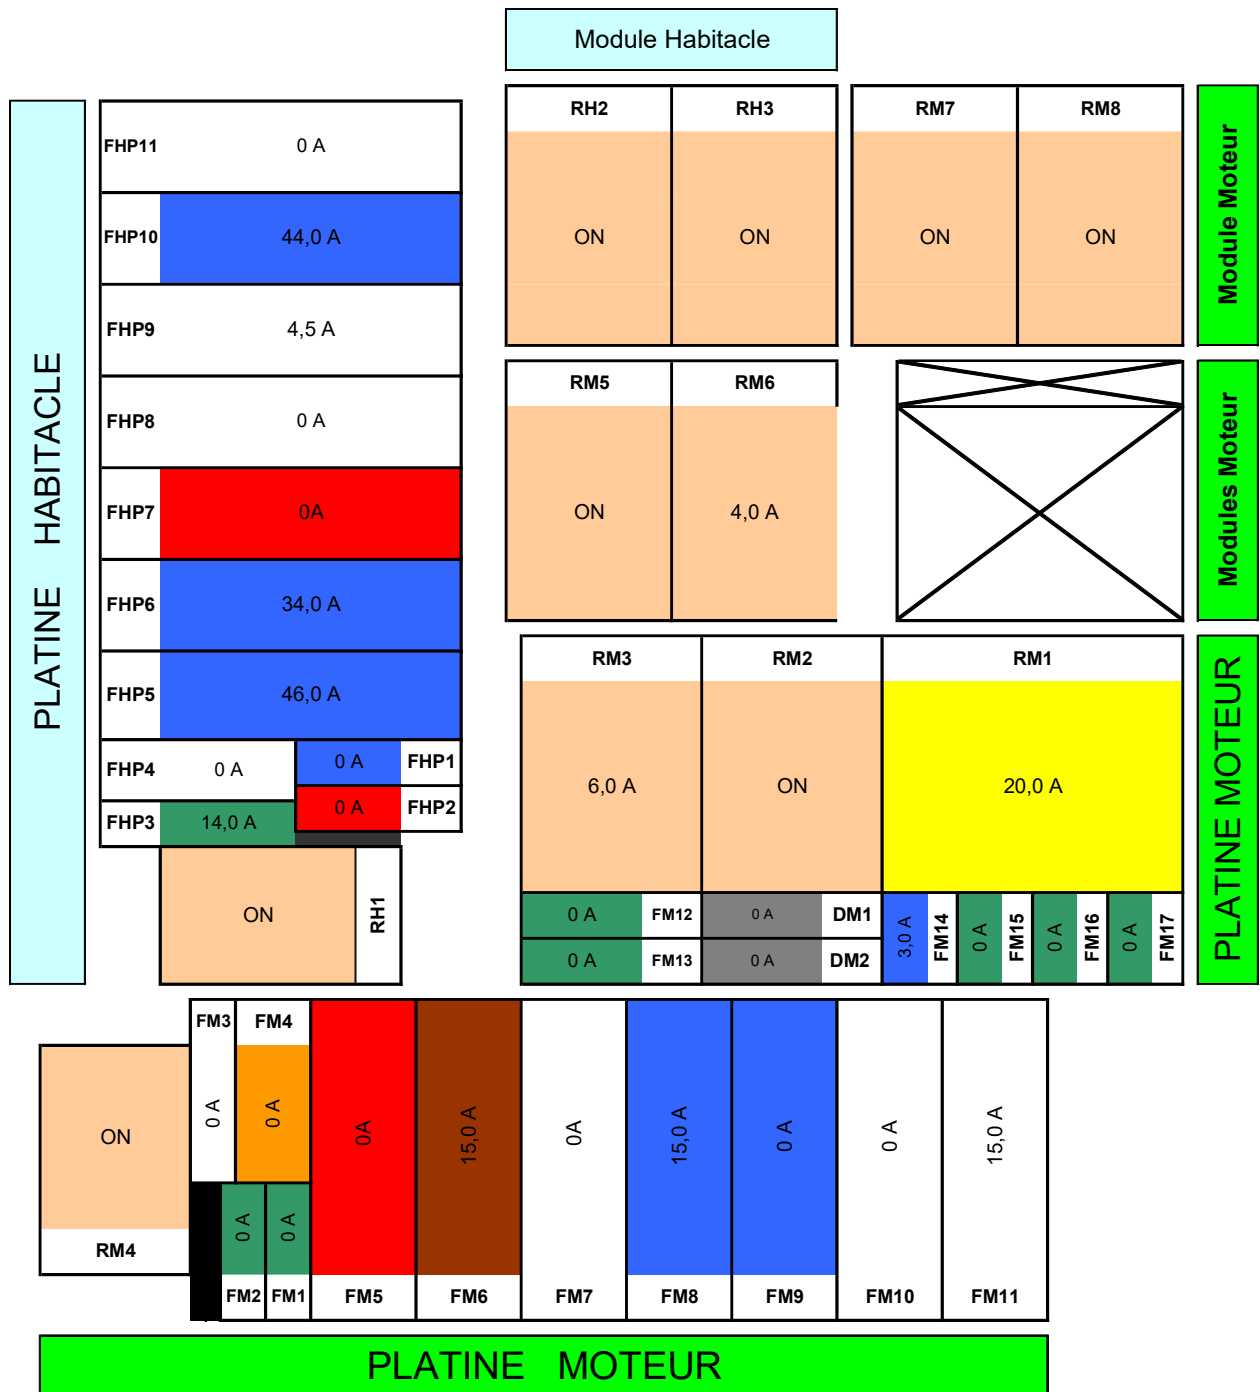 Module Habitacle
RH2
RH3
RM7
RM8
ON
ON
ON
ON
Module Moteur
PLATINE HABITACLE
FHP11
0 A
FHP10
44,0 A
FHP9
4,5 A
FHP8
0 A
FHP7
0A
FHP6
34,0 A
FHP5
46,0 A
FHP4
0 A
0 A
FHP1
0 A
FHP2
FHP3
14,0 A
ON
RH1
RM5
RM6
ON
4,0 A
Modules Moteur
RM3
RM2
RM1
6,0 A
ON
20,0 A
0 A
FM12
0 A
DM1
0 A
FM13
0 A
DM2
3,0 A
FM14
0 A
FM15
0 A
FM16
0 A
FM17
PLATINE MOTEUR
FM3
FM4
ON
0 A
0 A
0A
15,0 A
0A
15,0 A
0 A
0 A
15,0 A
0 A
0 A
RM4
FM2
FM1
FM5
FM6
FM7
FM8
FM9
FM10
FM11
PLATINE MOTEUR